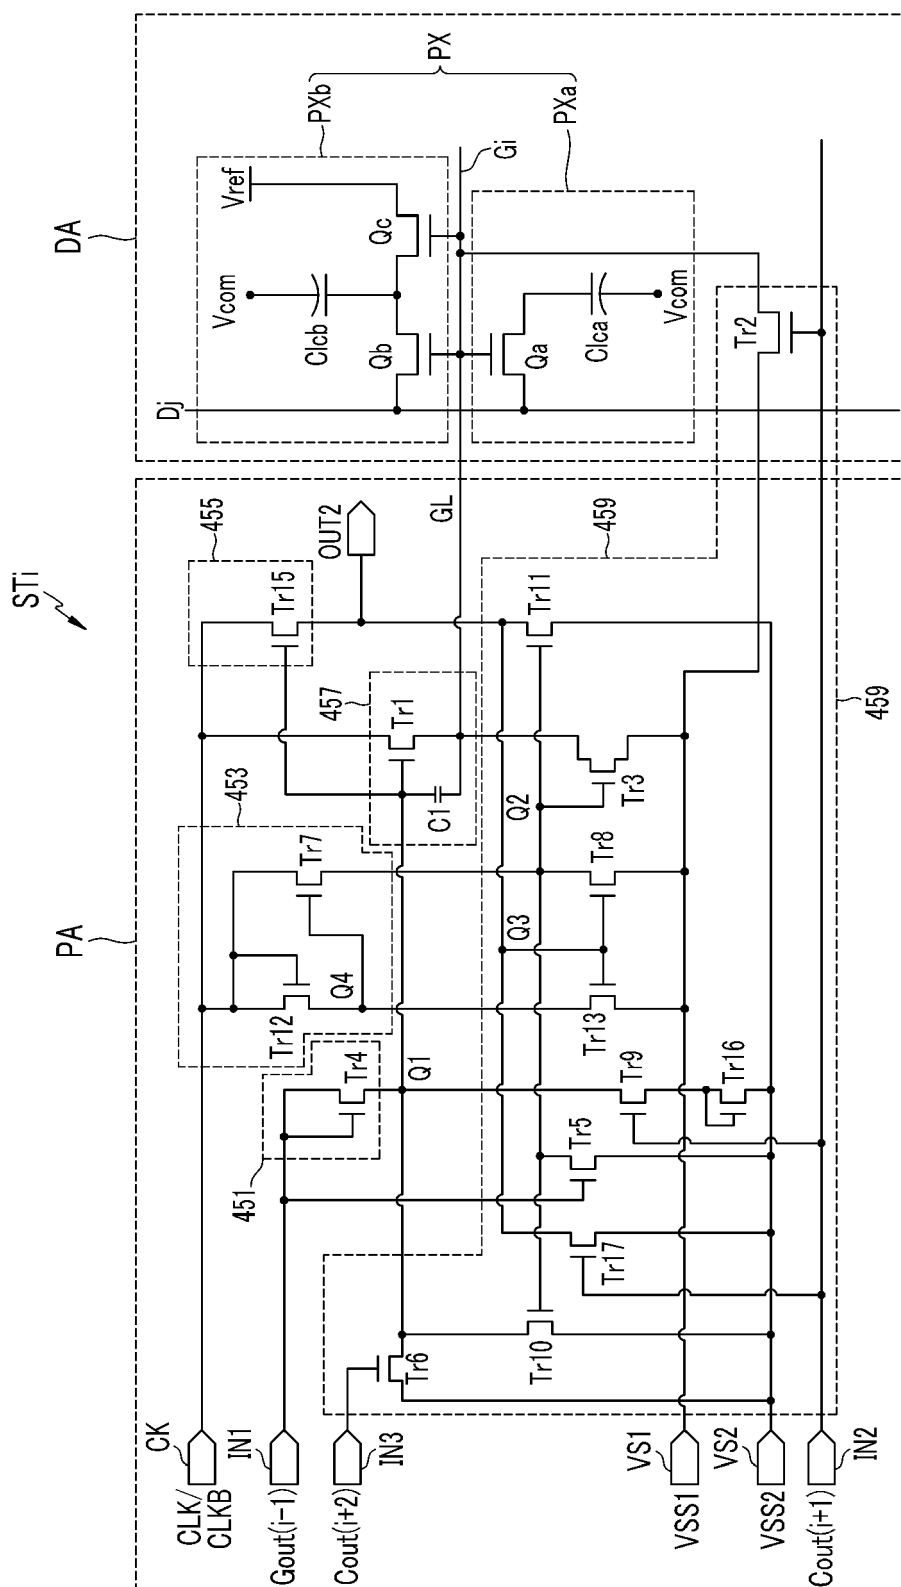 STi
PA
DA
CK
CLK/
CLKB
IN1
Gout(i-1)
IN3
Cout(i+2)
VS1
VSS1
VS2
VSS2
IN2
Cout(i+1)
451
453
455
457
459
459
Tr4
Tr12
Tr7
Q4
Tr15
OUT2
Tr1
C1
Q1
GL
Tr6
Tr10
Tr17
Tr5
Tr9
Tr16
Tr13
Tr8
Q3
Q2
Tr3
Tr11
Tr2
Dj
Vcom
Clcb
Qb
Qc
Vref
PXb
PX
PXa
Gi
Qa
Clca
Vcom